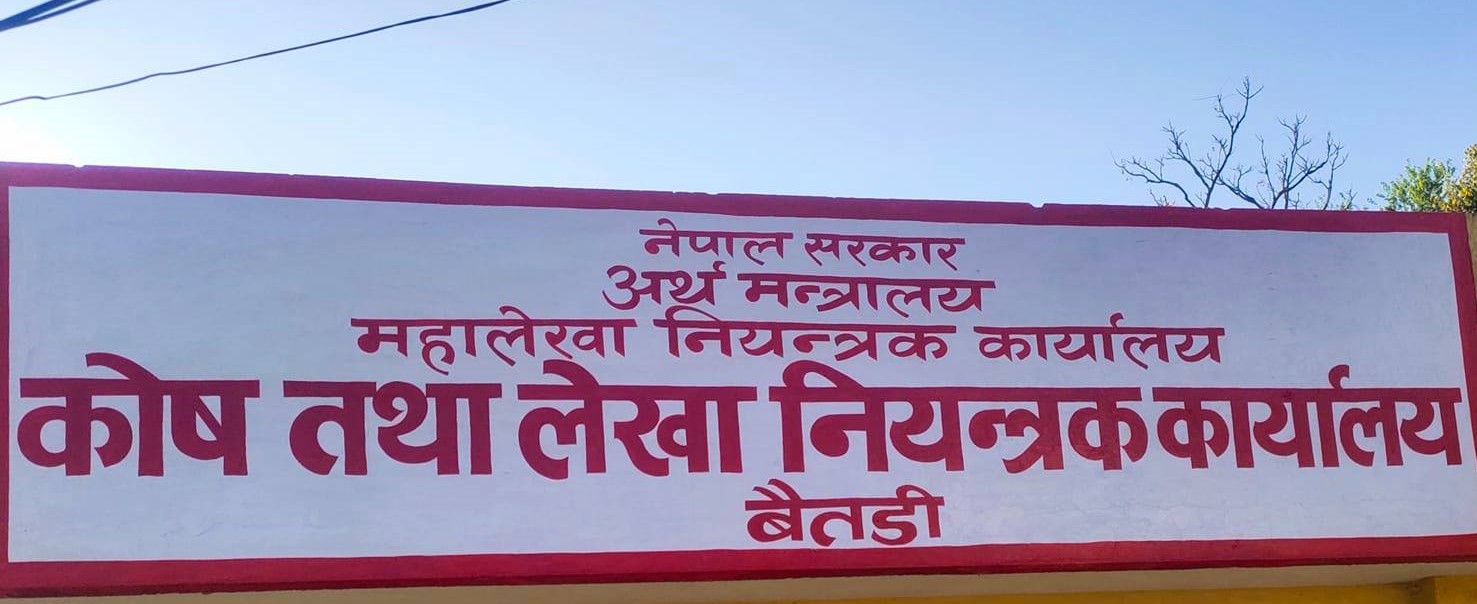 नेपाल सरकार
अर्थ मन्त्रालय
महालेखा नियन्त्रक कार्यालय
कोष तथा लेखा नियन्त्रक कार्यालय
बैतडी